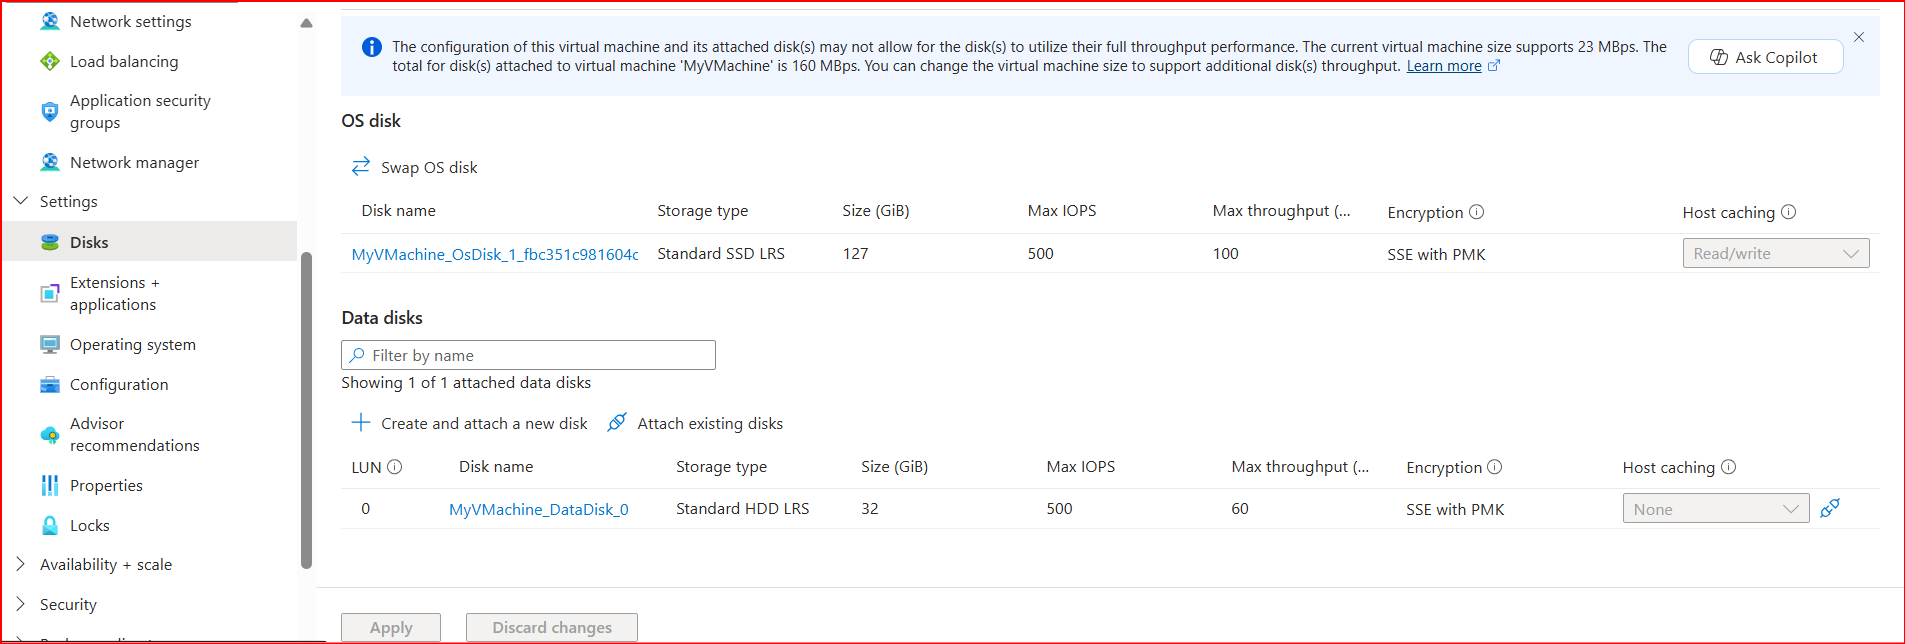 Network settings
Load balancing
Application security
groups
Network manager
Settings
Disks
Extensions +
applications
Operating system
Configuration
Advisor
recommendations
Properties
Locks
Availability + scale
Security
The configuration of this virtual machine and its attached disk(s) may not allow for the disk(s) to utilize their full throughput performance. The current virtual machine size supports 23 MBps. The
total for disk(s) attached to virtual machine 'MyVMachine' is 160 MBps. You can change the virtual machine size to support additional disk(s) throughput. Learn more
Ask Copilot
OS disk
Swap OS disk
Disk name Storage type Size (GiB) Max IOPS Max throughput (... Encryption Host caching
MyVMachine_OsDisk_1_fbc351c981604c Standard SSD LRS 127 500 100 SSE with PMK Read/write
Data disks
Filter by name
Showing 1 of 1 attached data disks
Create and attach a new disk Attach existing disks
LUN Disk name Storage type Size (GiB) Max IOPS Max throughput (... Encryption Host caching
0 MyVMachine_DataDisk_0 Standard HDD LRS 32 500 60 SSE with PMK None
Apply Discard changes